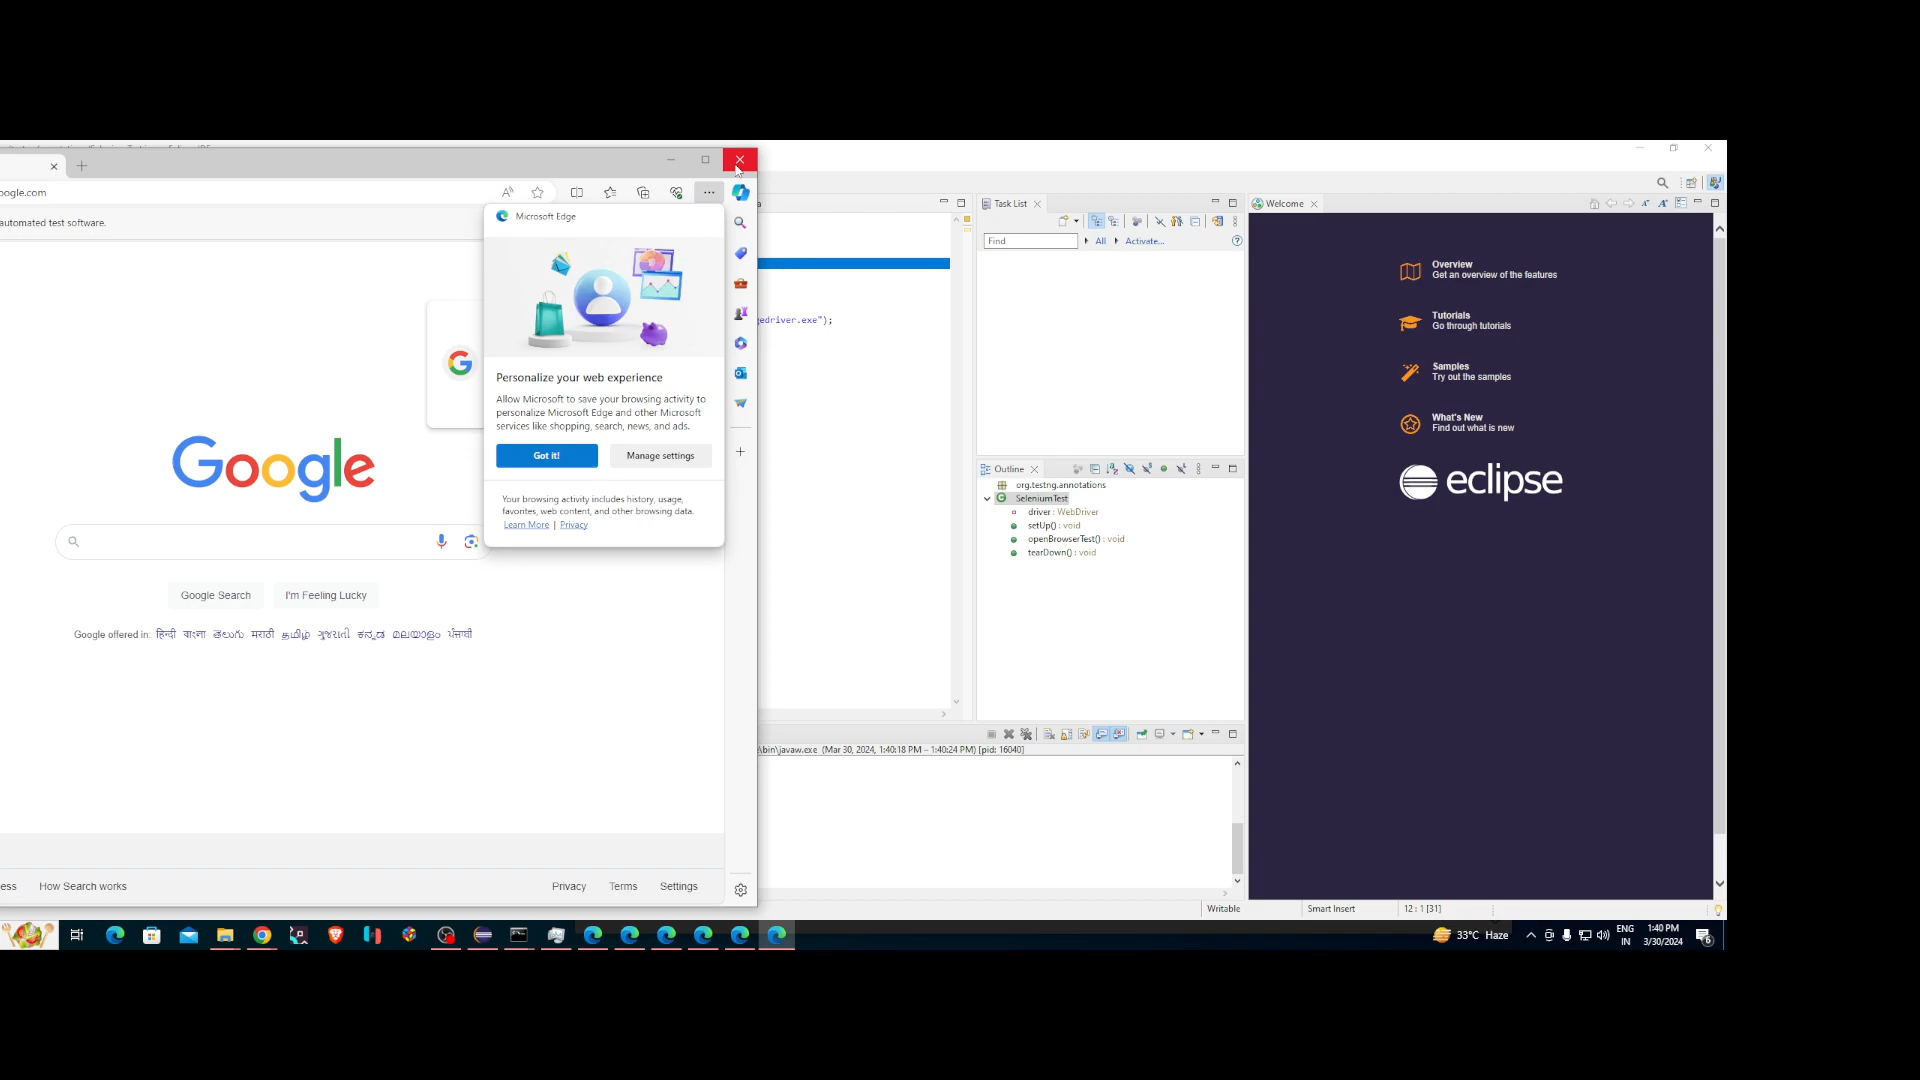 oogle.com
automated test software.
Microsoft Edge
Personalize your web experience
Allow Microsoft to save your browsing activity to
personalize Microsoft Edge and other Microsoft
services like shopping, search, news, and ads.
Got it!
Manage settings
Your browsing activity includes history, usage,
favorites, web content, and other browsing data.
Learn More | Privacy
Google
Google Search
I'm Feeling Lucky
Google offered in: हिन्दी বাংলা తెలుగు मराठी தமிழ் ગુજરાતી ಕನ್ನಡ മലയാളം ਪੰਜਾਬੀ
ess
How Search works
Privacy
Terms
Settings
a
gedriver.exe");
Task List
Find
All
Activate...
Outline
org.testng.annotations
SeleniumTest
driver : WebDriver
setUp() : void
openBrowserTest() : void
tearDown() : void
\bin\javaw.exe (Mar 30, 2024, 1:40:18 PM – 1:40:24 PM) [pid: 16040]
Welcome
Overview
Get an overview of the features
Tutorials
Go through tutorials
Samples
Try out the samples
What's New
Find out what is new
eclipse
Writable
Smart Insert
12 : 1 [31]
33°C Haze
ENG
IN
1:40 PM
3/30/2024
6